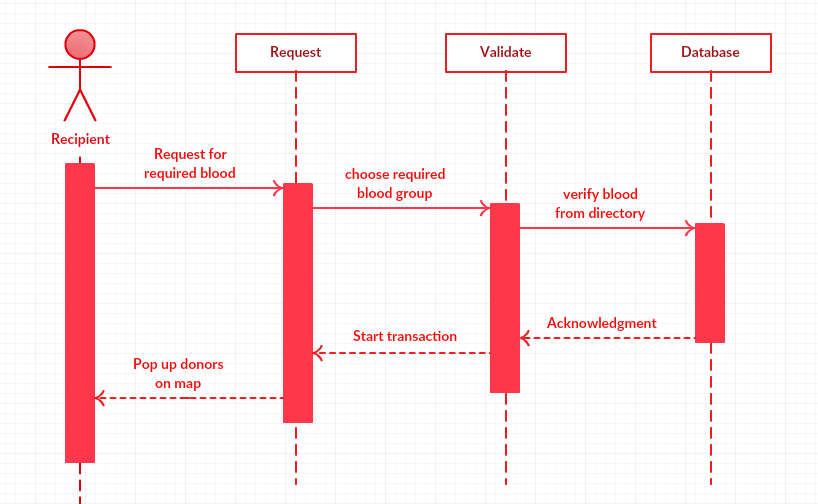 Request
Validate
Database
Recipient
Request for
required blood
choose required
blood group
verify blood
from directory
Acknowledgment
Start transaction
Pop up donors
on map